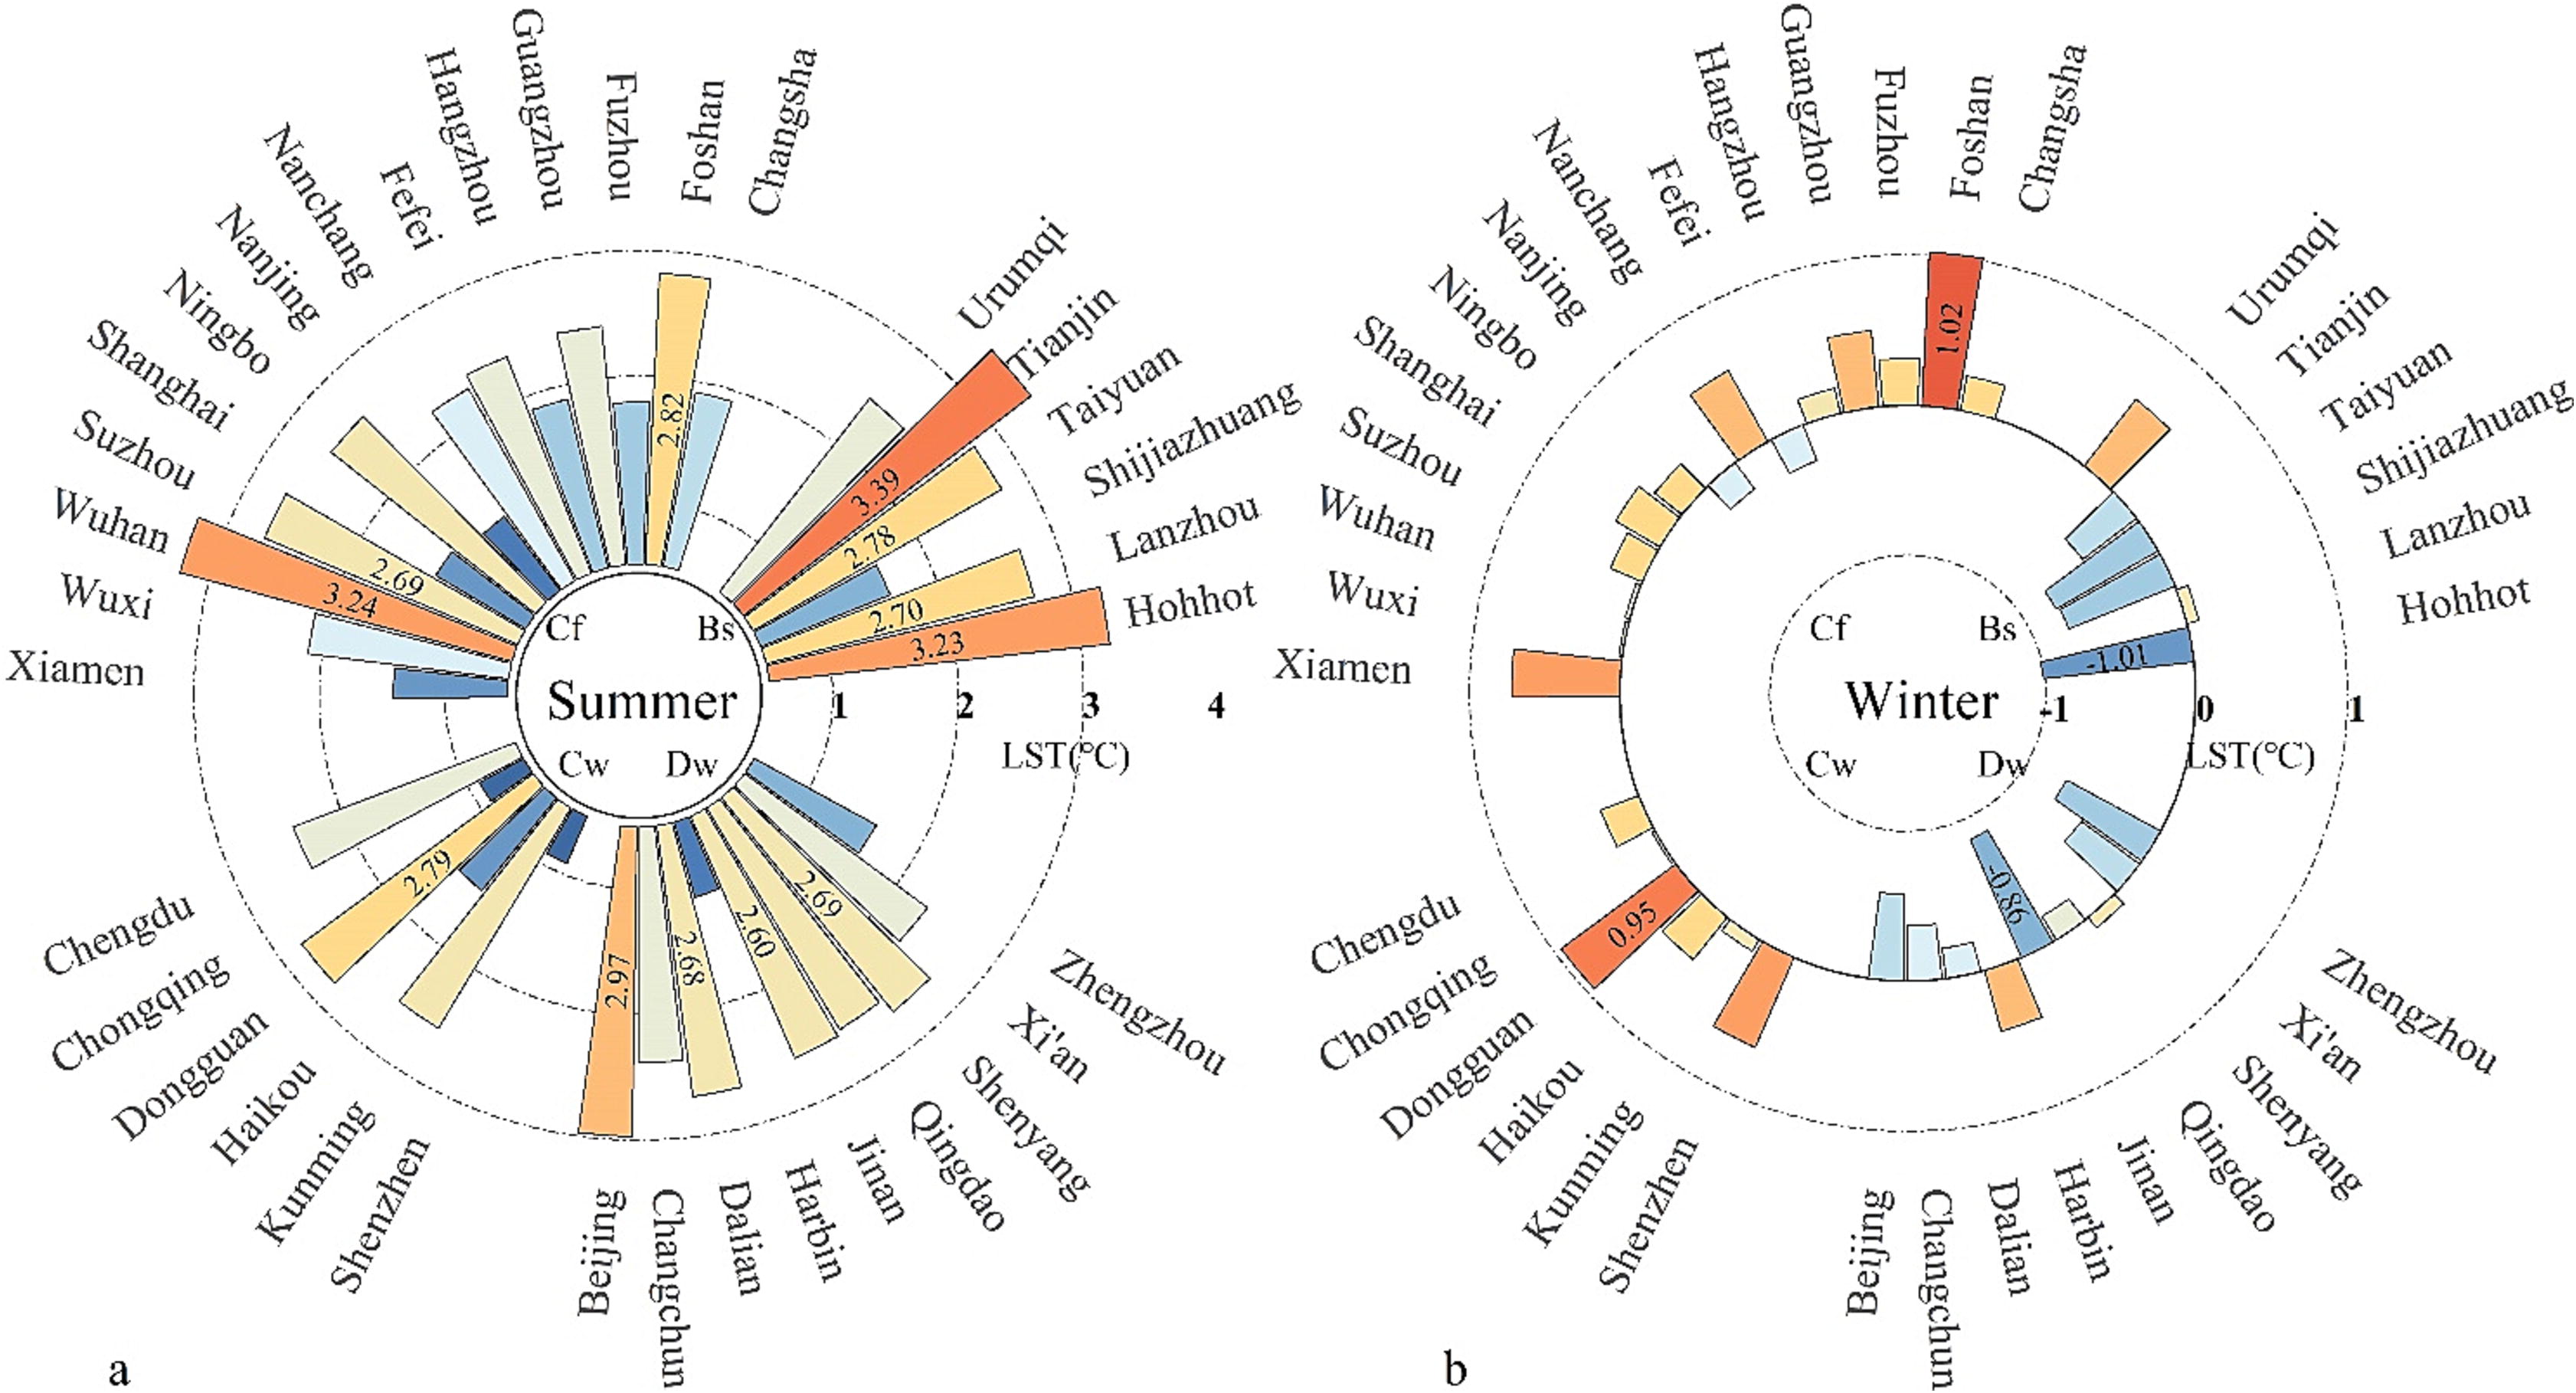 Xiamen
Wuxi
Wuhan
Suzhou
Shanghai
Ningbo
Nanjing
Nanchang
Fefei
Hangzhou
Guangzhou
Fuzhou
Foshan
Changsha
Urumqi
Tianjin
Taiyuan
Shijiazhuang
Lanzhou
Hohhot
2.82
3.39
2.78
2.70
3.23
2.69
3.24
Cf
Bs
Summer
Cw
Dw
1
2
3
4
LST(°C)
2.79
2.97
2.68
2.60
2.69
Chengdu
Chongqing
Dongguan
Haikou
Kunming
Shenzhen
Beijing
Changchun
Dalian
Harbin
Jinan
Qingdao
Shenyang
Xi'an
Zhengzhou
a
Xiamen
Wuxi
Wuhan
Suzhou
Shanghai
Ningbo
Nanjing
Nanchang
Fefei
Hangzhou
Guangzhou
Fuzhou
Foshan
Changsha
Urumqi
Tianjin
Taiyuan
Shijiazhuang
Lanzhou
Hohhot
1.02
-1.01
Cf
Bs
Winter
Cw
Dw
-1
0
1
LST(°C)
0.95
-0.86
Chengdu
Chongqing
Dongguan
Haikou
Kunming
Shenzhen
Beijing
Changchun
Dalian
Harbin
Jinan
Qingdao
Shenyang
Xi'an
Zhengzhou
b